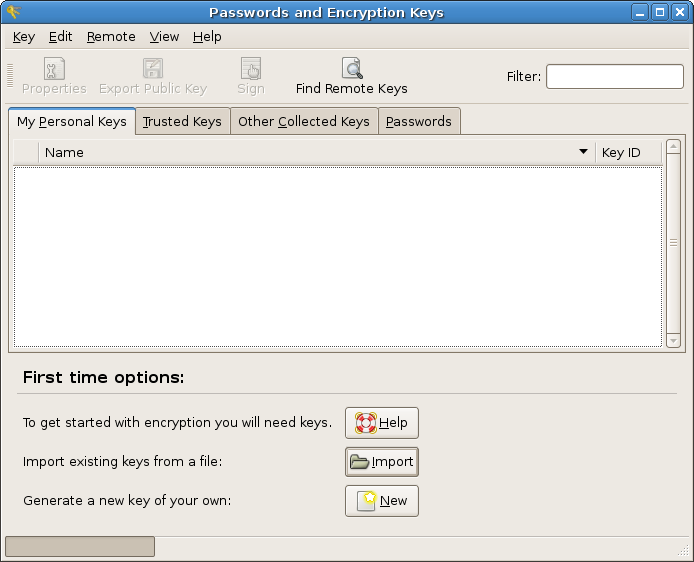 Passwords and Encryption Keys
Key Edit Remote View Help
Properties Export Public Key Sign Find Remote Keys Filter:
My Personal Keys Trusted Keys Other Collected Keys Passwords
Name Key ID
First time options:
To get started with encryption you will need keys. Help
Import existing keys from a file: Import
Generate a new key of your own: New